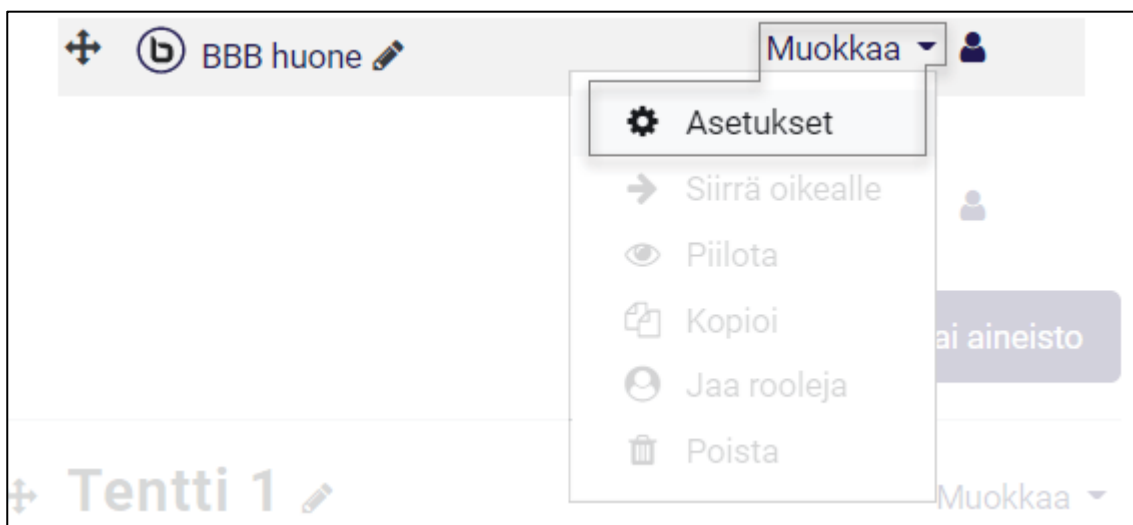 BBB huone Muokkaa
Asetukset
Siirrä oikealle
Piilota
Kopioi
ai aineisto
Jaa rooleja
Poista
Tentti 1 Muokkaa